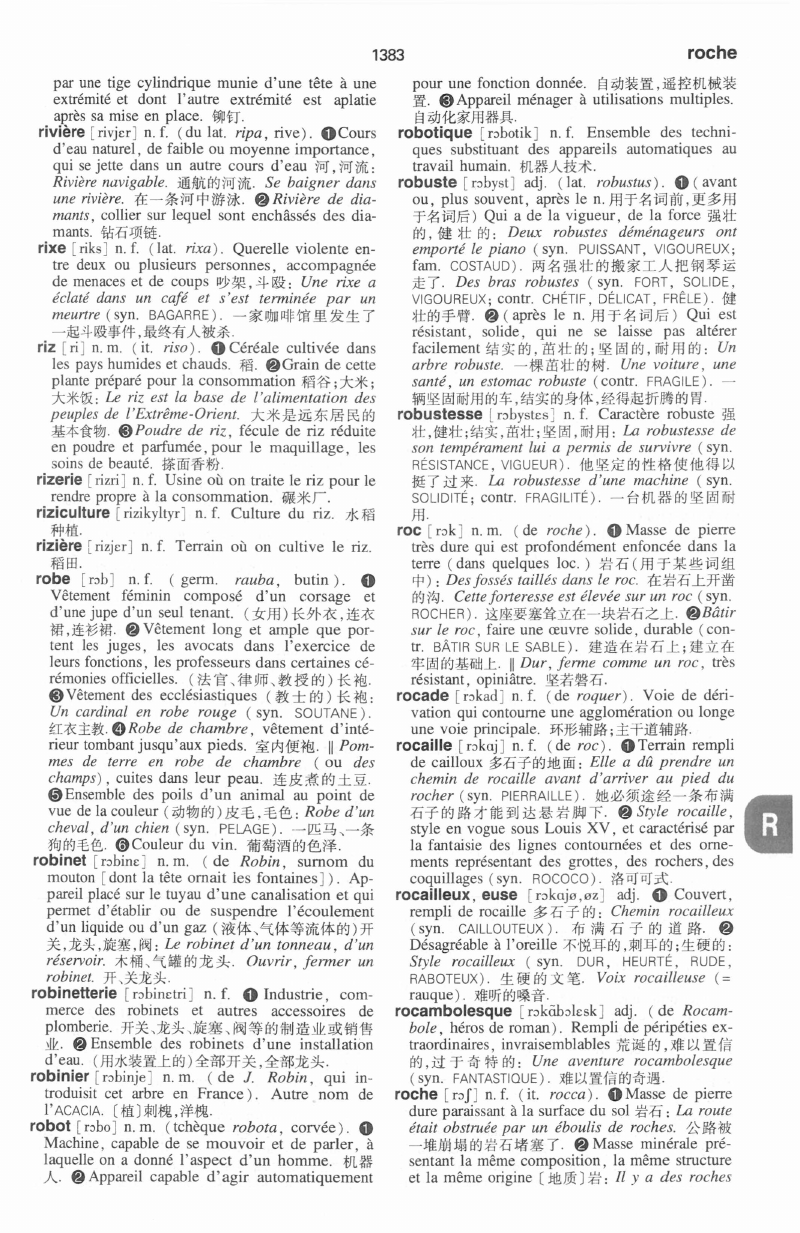 1383
roche
par une tige cylindrique munie d'une tête à une
extrémité et dont l'autre extrémité est aplatie
après sa mise en place. 铆钉.
rivière [rivjɛr] n. f. (du lat. ripa, rive). ❶Cours
d'eau naturel, de faible ou moyenne importance,
qui se jette dans un autre cours d'eau 河,河流:
Rivière navigable. 通航的河流. Se baigner dans
une rivière. 在一条河中游泳. ❷Rivière de dia-
mants, collier sur lequel sont enchâssés des dia-
mants. 钻石项链.
rixe [riks] n. f. (lat. rixa). Querelle violente en-
tre deux ou plusieurs personnes, accompagnée
de menaces et de coups 吵架,斗殴: Une rixe a
éclaté dans un café et s'est terminée par un
meurtre (syn. BAGARRE). 一家咖啡馆里发生了
一起斗殴事件,最终有人被杀.
riz [ri] n. m. (it. riso). ❶Céréale cultivée dans
les pays humides et chauds. 稻. ❷Grain de cette
plante préparé pour la consommation 稻谷;大米;
大米饭: Le riz est la base de l'alimentation des
peuples de l'Extrême-Orient. 大米是远东居民的
基本食物. ❸Poudre de riz, fécule de riz réduite
en poudre et parfumée, pour le maquillage, les
soins de beauté. 搽面香粉.
rizerie [rizri] n. f. Usine où on traite le riz pour le
rendre propre à la consommation. 碾米厂.
riziculture [rizikyltyr] n. f. Culture du riz. 水稻
种植.
rizière [rizjɛr] n. f. Terrain où on cultive le riz.
稻田.
robe [rɔb] n. f. (germ. rauba, butin). ❶
Vêtement féminin composé d'un corsage et
d'une jupe d'un seul tenant. (女用)长外衣,连衣
裙,连衫裙. ❷Vêtement long et ample que por-
tent les juges, les avocats dans l'exercice de
leurs fonctions, les professeurs dans certaines cé-
rémonies officielles. (法官、律师、教授的)长袍.
❸Vêtement des ecclésiastiques (教士的)长袍:
Un cardinal en robe rouge (syn. SOUTANE).
红衣主教. ❹Robe de chambre, vêtement d'inté-
rieur tombant jusqu'aux pieds. 室内便袍. ‖ Pom-
mes de terre en robe de chambre (ou des
champs), cuites dans leur peau. 连皮煮的土豆.
❺Ensemble des poils d'un animal au point de
vue de la couleur (动物的)皮毛,毛色: Robe d'un
cheval, d'un chien (syn. PELAGE). 一匹马、一条
狗的毛色. ❻Couleur du vin. 葡萄酒的色泽.
robinet [rɔbinɛ] n. m. (de Robin, surnom du
mouton [dont la tête ornait les fontaines]). Ap-
pareil placé sur le tuyau d'une canalisation et qui
permet d'établir ou de suspendre l'écoulement
d'un liquide ou d'un gaz (液体、气体等流体的)开
关,龙头,旋塞,阀: Le robinet d'un tonneau, d'un
réservoir. 木桶、气罐的龙头. Ouvrir, fermer un
robinet. 开、关龙头.
robinetterie [rɔbinɛtri] n. f. ❶ Industrie, com-
merce des robinets et autres accessoires de
plomberie. 开关、龙头、旋塞、阀等的制造业或销售
业. ❷Ensemble des robinets d'une installation
d'eau. (用水装置上的)全部开关,全部龙头.
robinier [rɔbinje] n. m. (de J. Robin, qui in-
troduisit cet arbre en France). Autre nom de
l'ACACIA. [植]刺槐,洋槐.
robot [rɔbo] n. m. (tchèque robota, corvée). ❶
Machine, capable de se mouvoir et de parler, à
laquelle on a donné l'aspect d'un homme. 机器
人. ❷Appareil capable d'agir automatiquement
pour une fonction donnée. 自动装置,遥控机械装
置. ❸Appareil ménager à utilisations multiples.
自动化家用器具.
robotique [rɔbotik] n. f. Ensemble des techni-
ques substituant des appareils automatiques au
travail humain. 机器人技术.
robuste [rɔbyst] adj. (lat. robustus). ❶(avant
ou, plus souvent, après le n. 用于名词前,更多用
于名词后) Qui a de la vigueur, de la force 强壮
的, 健壮的: Deux robustes déménageurs ont
emporté le piano (syn. PUISSANT, VIGOUREUX;
fam. COSTAUD). 两名强壮的搬家工人把钢琴运
走了. Des bras robustes (syn. FORT, SOLIDE,
VIGOUREUX; contr. CHÉTIF, DÉLICAT, FRÊLE). 健
壮的手臂. ❷(après le n. 用于名词后) Qui est
résistant, solide, qui ne se laisse pas altérer
facilement 结实的,茁壮的;坚固的,耐用的: Un
arbre robuste. 一棵茁壮的树. Une voiture, une
santé, un estomac robuste (contr. FRAGILE). 一
辆坚固耐用的车,结实的身体,经得起折腾的胃.
robustesse [rɔbystɛs] n. f. Caractère robuste 强
壮,健壮;结实,茁壮;坚固,耐用: La robustesse de
son tempérament lui a permis de survivre (syn.
RÉSISTANCE, VIGUEUR). 他坚定的性格使他得以
挺了过来. La robustesse d'une machine (syn.
SOLIDITÉ; contr. FRAGILITÉ). 一台机器的坚固耐
用.
roc [rɔk] n. m. (de roche). ❶ Masse de pierre
très dure qui est profondément enfoncée dans la
terre (dans quelques loc.) 岩石(用于某些词组
中): Des fossés taillés dans le roc. 在岩石上开凿
的沟. Cette forteresse est élevée sur un roc (syn.
ROCHER). 这座要塞耸立在一块岩石之上. ❷Bâtir
sur le roc, faire une œuvre solide, durable (con-
tr. BÂTIR SUR LE SABLE). 建造在岩石上;建立在
牢固的基础上. ‖ Dur, ferme comme un roc, très
résistant, opiniâtre. 坚若磐石.
rocade [rɔkad] n. f. (de roquer). Voie de déri-
vation qui contourne une agglomération ou longe
une voie principale. 环形辅路;主干道辅路.
rocaille [rɔkɑj] n. f. (de roc). ❶Terrain rempli
de cailloux 多石子的地面: Elle a dû prendre un
chemin de rocaille avant d'arriver au pied du
rocher (syn. PIERRAILLE). 她必须途经一条布满
石子的路才能到达悬岩脚下. ❷ Style rocaille,
style en vogue sous Louis XV, et caractérisé par
la fantaisie des lignes contournées et des orne-
ments représentant des grottes, des rochers, des
coquillages (syn. ROCOCO). 洛可可式.
rocailleux, euse [rɔkɑjø,øz] adj. ❶ Couvert,
rempli de rocaille 多石子的: Chemin rocailleux
(syn. CAILLOUTEUX). 布满石子的道路. ❷
Désagréable à l'oreille 不悦耳的,刺耳的;生硬的:
Style rocailleux (syn. DUR, HEURTÉ, RUDE,
RABOTEUX). 生硬的文笔. Voix rocailleuse (=
rauque). 难听的嗓音.
rocambolesque [rɔkɑ̃bɔlɛsk] adj. (de Rocam-
bole, héros de roman). Rempli de péripéties ex-
traordinaires, invraisemblables 荒诞的,难以置信
的,过于奇特的: Une aventure rocambolesque
(syn. FANTASTIQUE). 难以置信的奇遇.
roche [rɔʃ] n. f. (it. rocca). ❶Masse de pierre
dure paraissant à la surface du sol 岩石: La route
était obstruée par un éboulis de roches. 公路被
一堆崩塌的岩石堵塞了. ❷Masse minérale pré-
sentant la même composition, la même structure
et la même origine [地质]岩: Il y a des roches
R